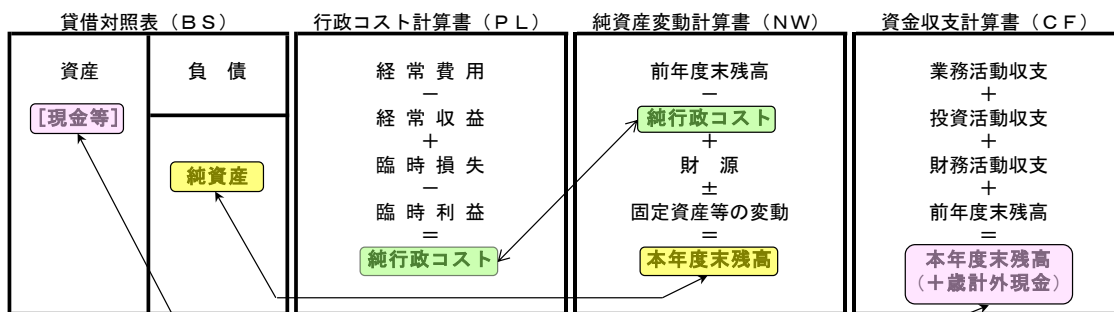 貸借対照表（ＢＳ）
資産
［現金等］
負　債
純資産
行政コスト計算書（ＰＬ）
経 常 費 用
－
経 常 収 益
＋
臨 時 損 失
－
臨 時 利 益
＝
純行政コスト
純資産変動計算書（ＮＷ）
前年度末残高
－
純行政コスト
＋
財　源
±
固定資産等の変動
＝
本年度末残高
資金収支計算書（ＣＦ）
業務活動収支
＋
投資活動収支
＋
財務活動収支
＋
前年度末残高
＝
本年度末残高
（＋歳計外現金）